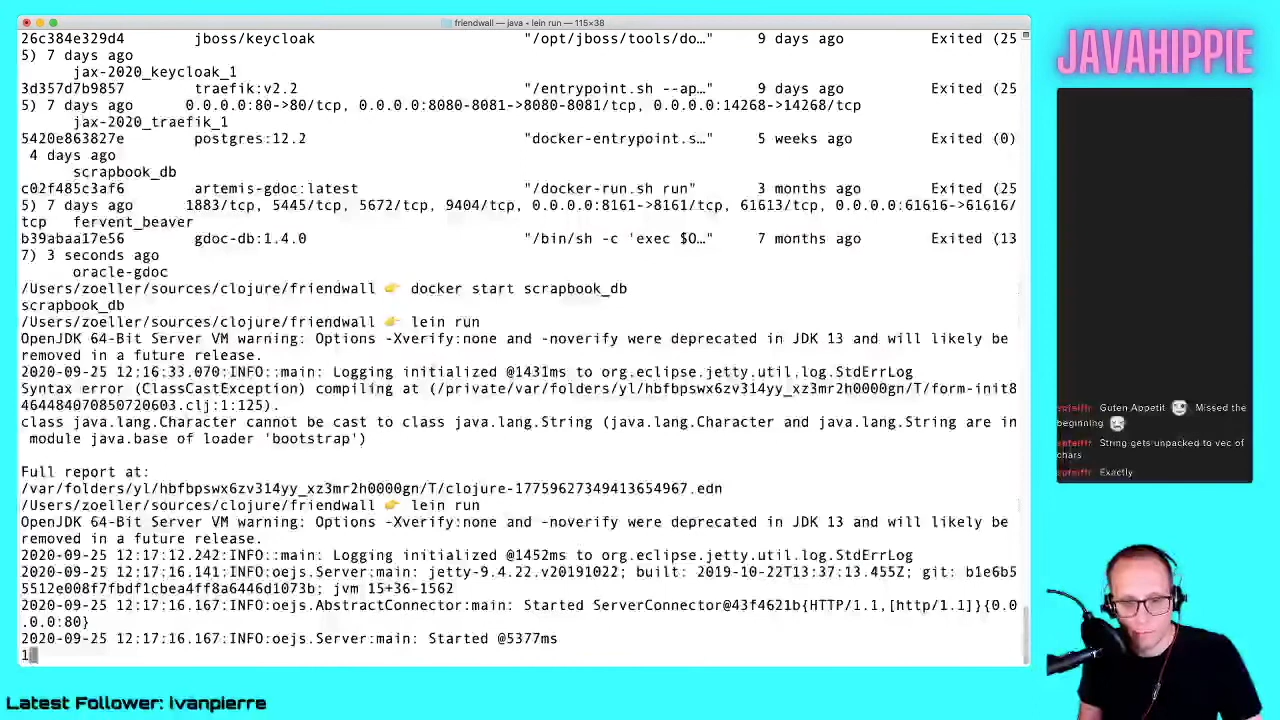 friendwall — java - lein run — 115×38
26c384e329d4 jboss/keycloak "/opt/jboss/tools/do…" 9 days ago Exited (25
5) 7 days ago
jax-2020_keycloak_1
3d357d7b9857 traefik:v2.2 "/entrypoint.sh --ap…" 9 days ago Exited (25
5) 7 days ago 0.0.0.0:80->80/tcp, 0.0.0.0:8080-8081->8080-8081/tcp, 0.0.0.0:14268->14268/tcp
jax-2020_traefik_1
5420e863827e postgres:12.2 "docker-entrypoint.s…" 5 weeks ago Exited (0)
4 days ago
scrapbook_db
c02f485c3af6 artemis-gdoc:latest "/docker-run.sh run" 3 months ago Exited (25
5) 7 days ago 1883/tcp, 5445/tcp, 5672/tcp, 9404/tcp, 0.0.0.0:8161->8161/tcp, 61613/tcp, 0.0.0.0:61616->61616/
tcp fervent_beaver
b39abaa17e56 gdoc-db:1.4.0 "/bin/sh -c 'exec $O…" 7 months ago Exited (13
7) 3 seconds ago
oracle-gdoc
/Users/zoeller/sources/clojure/friendwall 👉 docker start scrapbook_db
scrapbook_db
/Users/zoeller/sources/clojure/friendwall 👉 lein run
OpenJDK 64-Bit Server VM warning: Options -Xverify:none and -noverify were deprecated in JDK 13 and will likely be
removed in a future release.
2020-09-25 12:16:33.070:INFO::main: Logging initialized @1431ms to org.eclipse.jetty.util.log.StdErrLog
Syntax error (ClassCastException) compiling at (/private/var/folders/yl/hbfbpswx6zv314yy_xz3mr2h0000gn/T/form-init8
464484070850720603.clj:1:125).
class java.lang.Character cannot be cast to class java.lang.String (java.lang.Character and java.lang.String are in
module java.base of loader 'bootstrap')
Full report at:
/var/folders/yl/hbfbpswx6zv314yy_xz3mr2h0000gn/T/clojure-17759627349413654967.edn
/Users/zoeller/sources/clojure/friendwall 👉 lein run
OpenJDK 64-Bit Server VM warning: Options -Xverify:none and -noverify were deprecated in JDK 13 and will likely be
removed in a future release.
2020-09-25 12:17:12.242:INFO::main: Logging initialized @1452ms to org.eclipse.jetty.util.log.StdErrLog
2020-09-25 12:17:16.141:INFO:oejs.Server:main: jetty-9.4.22.v20191022; built: 2019-10-22T13:37:13.455Z; git: b1e6b5
5512e008f7fbdf1cbea4ff8a6446d1073b; jvm 15+36-1562
2020-09-25 12:17:16.167:INFO:oejs.AbstractConnector:main: Started ServerConnector@43f4621b{HTTP/1.1,[http/1.1]}{0.0
.0.0:80}
2020-09-25 12:17:16.167:INFO:oejs.Server:main: Started @5377ms
1
JAVAHIPPIE
Guten Appetit Missed the
beginning
String gets unpacked to vec of
chars
Exactly
Latest Follower: Ivanpierre